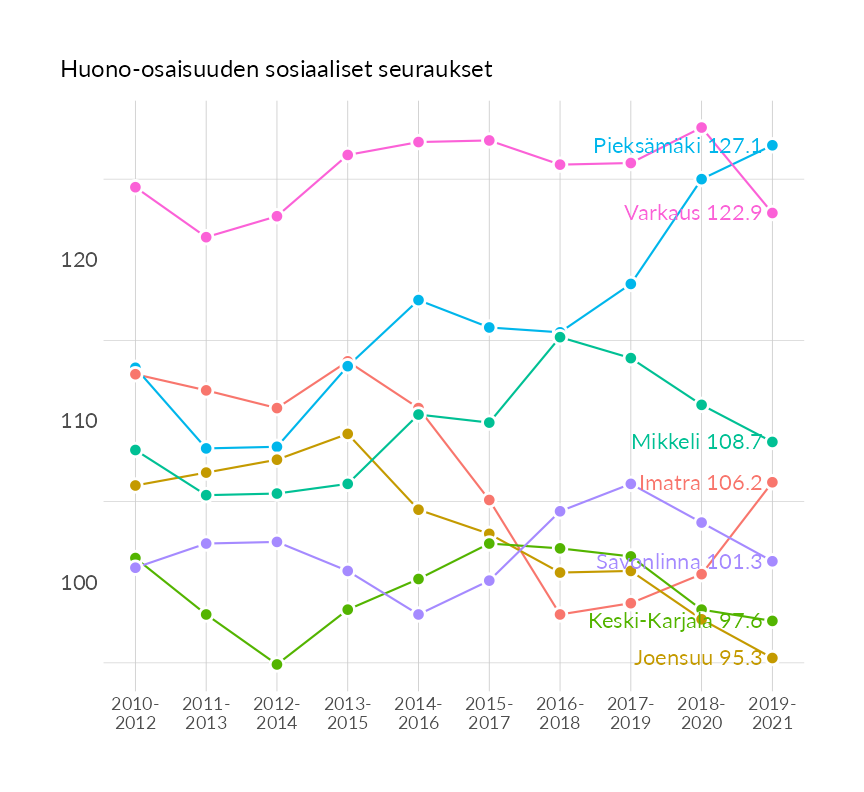 Huono-osaisuuden sosiaaliset seuraukset
Pieksämäki 127.1
Varkaus 122.9
120
110
Mikkeli 108.7
Imatra 106.2
Savonlinna 101.3
100
Keski-Karjala 97.6
Joensuu 95.3
2010- 2011- 2012- 2013- 2014- 2015- 2016- 2017- 2018- 2019-
2012 2013 2014 2015 2016 2017 2018 2019 2020 2021